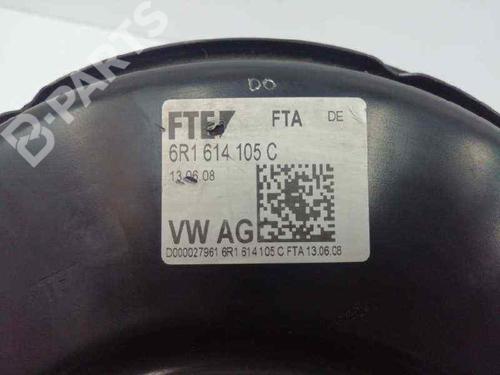 DO
FTE FTA DE
6R1 614 105 C
13.06.08
VW AG
D000027961 6R1 614 105 C FTA 13.06.08
B-PARTS